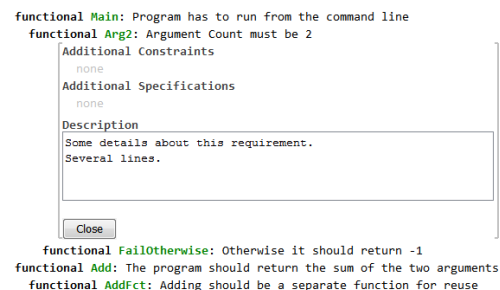 functional Main: Program has to run from the command line
functional Arg2: Argument Count must be 2
Additional Constraints
none
Additional Specifications
none
Description
Some details about this requirement.
Several lines.
Close
functional FailOtherwise: Otherwise it should return -1
functional Add: The program should return the sum of the two arguments
functional AddFct: Adding should be a separate function for reuse